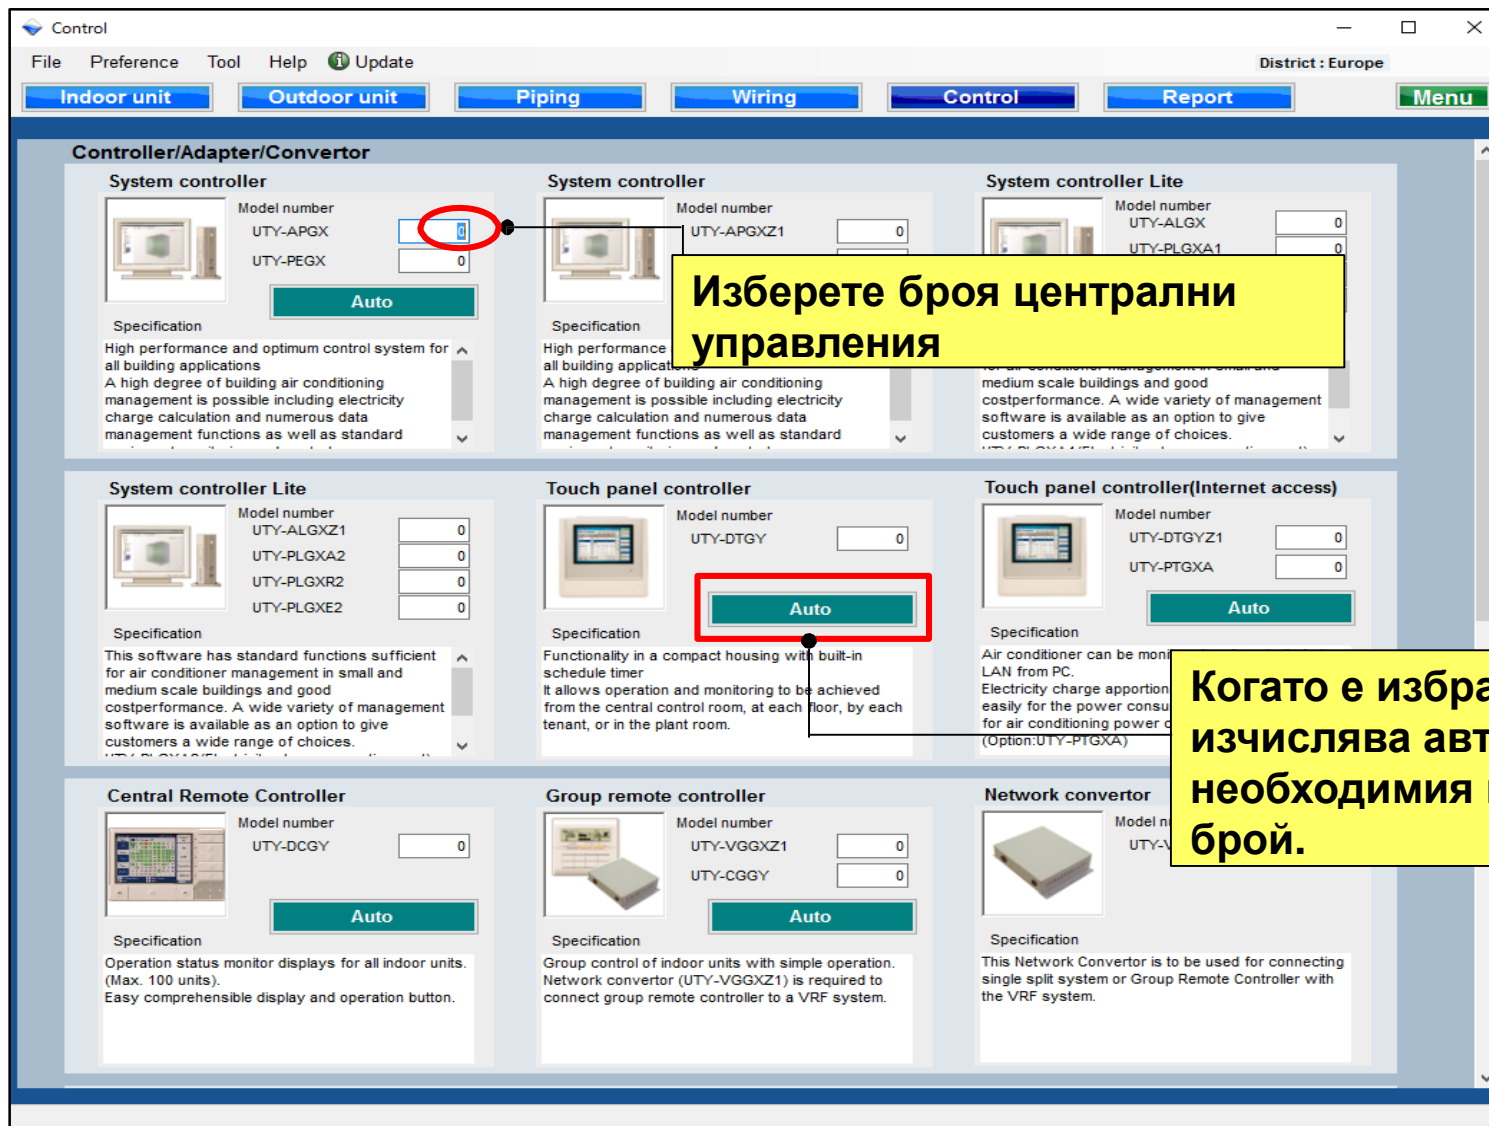 Control
File Preference Tool Help Update
District : Europe
Indoor unit Outdoor unit Piping Wiring Control Report Menu
Controller/Adapter/Convertor
System controller
Model number
UTY-APGX 0
UTY-PEGX 0
Auto
Specification
High performance and optimum control system for
all building applications
A high degree of building air conditioning
management is possible including electricity
charge calculation and numerous data
management functions as well as standard
System controller
Model number
UTY-APGXZ1 0
Specification
High performance
all building applications
A high degree of building air conditioning
management is possible including electricity
charge calculation and numerous data
management functions as well as standard
System controller Lite
Model number
UTY-ALGX 0
UTY-PLGXA1 0
medium scale buildings and good
costperformance. A wide variety of management
software is available as an option to give
customers a wide range of choices.
Изберете броя централни
управления
System controller Lite
Model number
UTY-ALGXZ1 0
UTY-PLGXA2 0
UTY-PLGXR2 0
UTY-PLGXE2 0
Specification
This software has standard functions sufficient
for air conditioner management in small and
medium scale buildings and good
costperformance. A wide variety of management
software is available as an option to give
customers a wide range of choices.
Touch panel controller
Model number
UTY-DTGY 0
Auto
Specification
Functionality in a compact housing with built-in
schedule timer
It allows operation and monitoring to be achieved
from the central control room, at each floor, by each
tenant, or in the plant room.
Touch panel controller(Internet access)
Model number
UTY-DTGYZ1 0
UTY-PTGXA 0
Auto
Specification
Air conditioner can be moni
LAN from PC.
Electricity charge apportion
easily for the power consu
for air conditioning power
(Option:UTY-PTGXA)
Когато е избра
изчислява авт
необходимия
брой.
Central Remote Controller
Model number
UTY-DCGY 0
Auto
Specification
Operation status monitor displays for all indoor units.
(Max. 100 units).
Easy comprehensible display and operation button.
Group remote controller
Model number
UTY-VGGXZ1 0
UTY-CGGY 0
Auto
Specification
Group control of indoor units with simple operation.
Network convertor (UTY-VGGXZ1) is required to
connect group remote controller to a VRF system.
Network convertor
Model n
UTY-V
Specification
This Network Convertor is to be used for connecting
single split system or Group Remote Controller with
the VRF system.